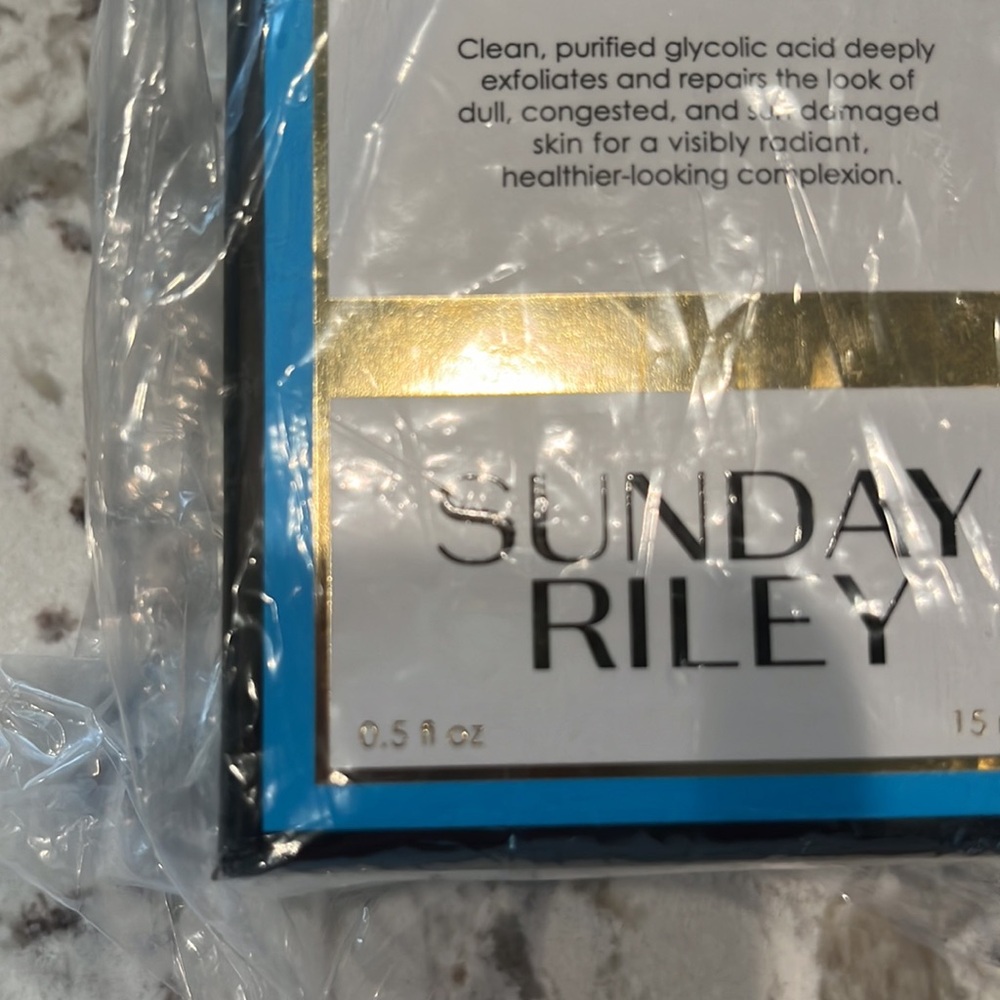 Clean, purified glycolic acid deeply
exfoliates and repairs the look of
dull, congested, and sun damaged
skin for a visibly radiant,
healthier-looking complexion.
SUNDAY
RILEY
0.5 fl oz
15